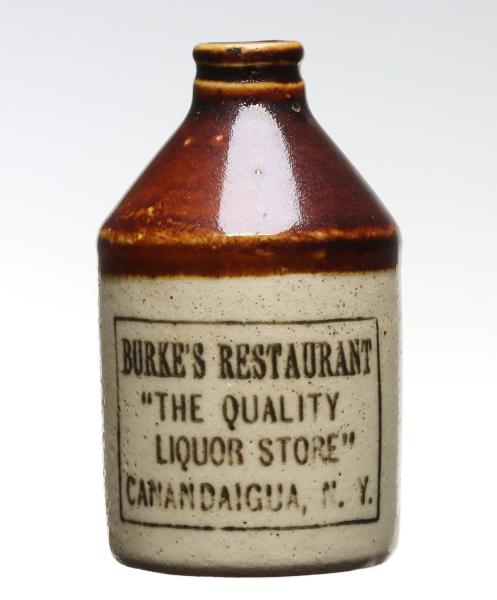 BURKE'S RESTAURANT
"THE QUALITY
LIQUOR STORE"
CANANDAIGUA, N. Y.